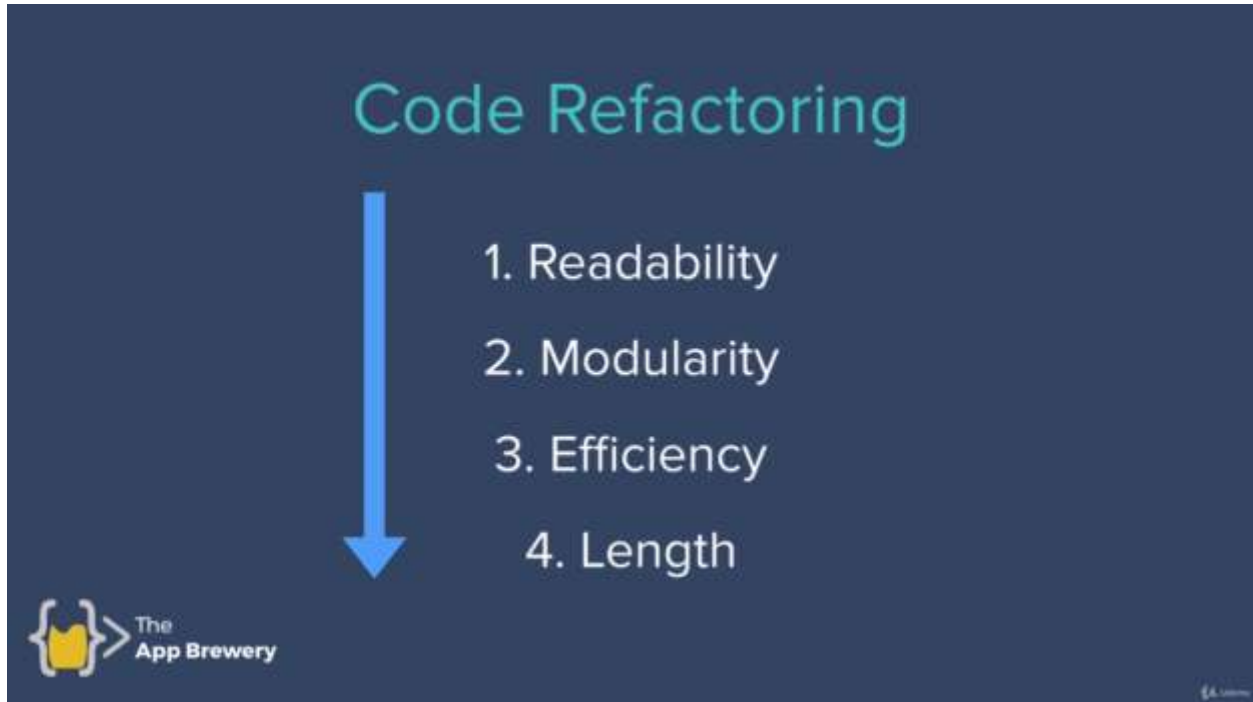 Code Refactoring
1. Readability
2. Modularity
3. Efficiency
4. Length
The
App Brewery